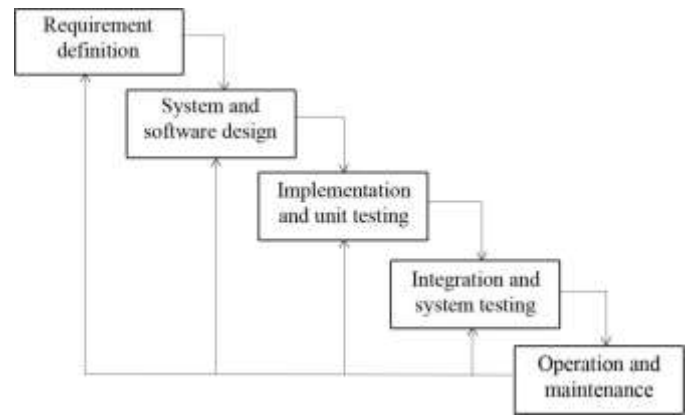 Requirement
definition
System and
software design
Implementation
and unit testing
Integration and
system testing
Operation and
maintenance